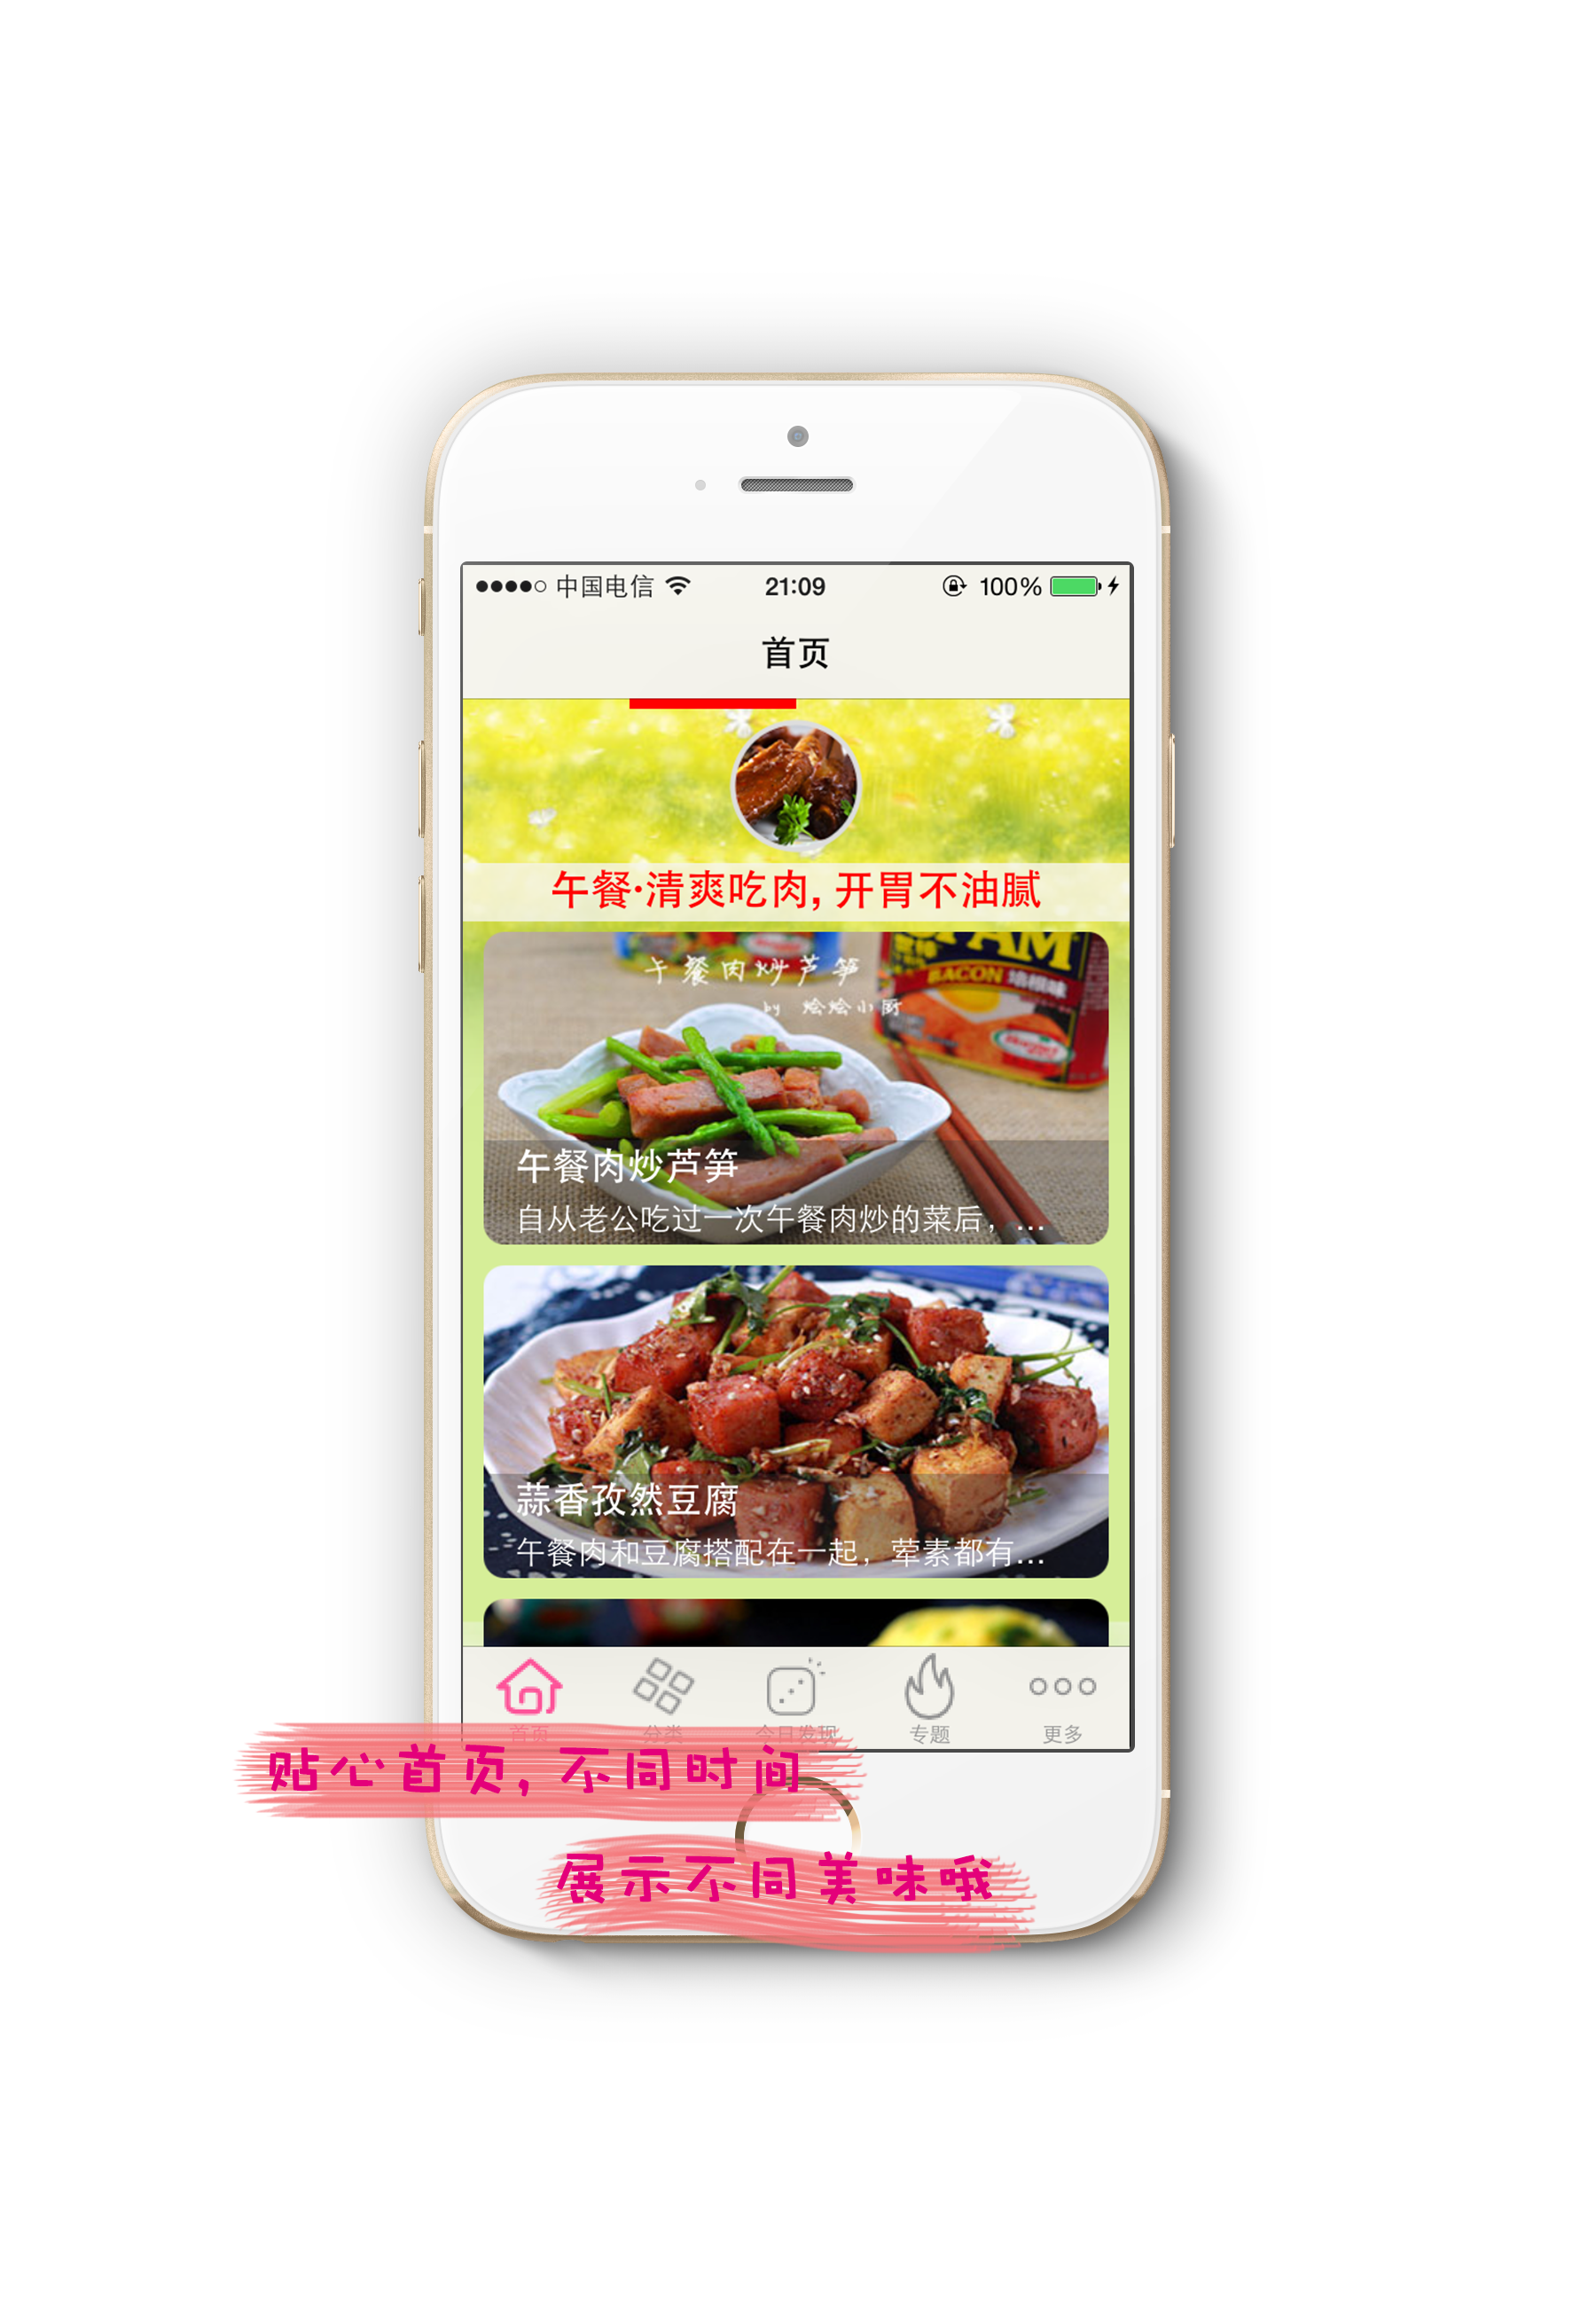 中国电信 21:09 100%
首页
午餐·清爽吃肉，开胃不油腻
午餐肉炒芦笋
by 烩烩小厨
BACON 培根味
午餐肉炒芦笋
自从老公吃过一次午餐肉炒的菜后，...
蒜香孜然豆腐
午餐肉和豆腐搭配在一起，荤素都有...
首页 分类 今日发现 专题 更多
贴心首页，不同时间
展示不同美味哦